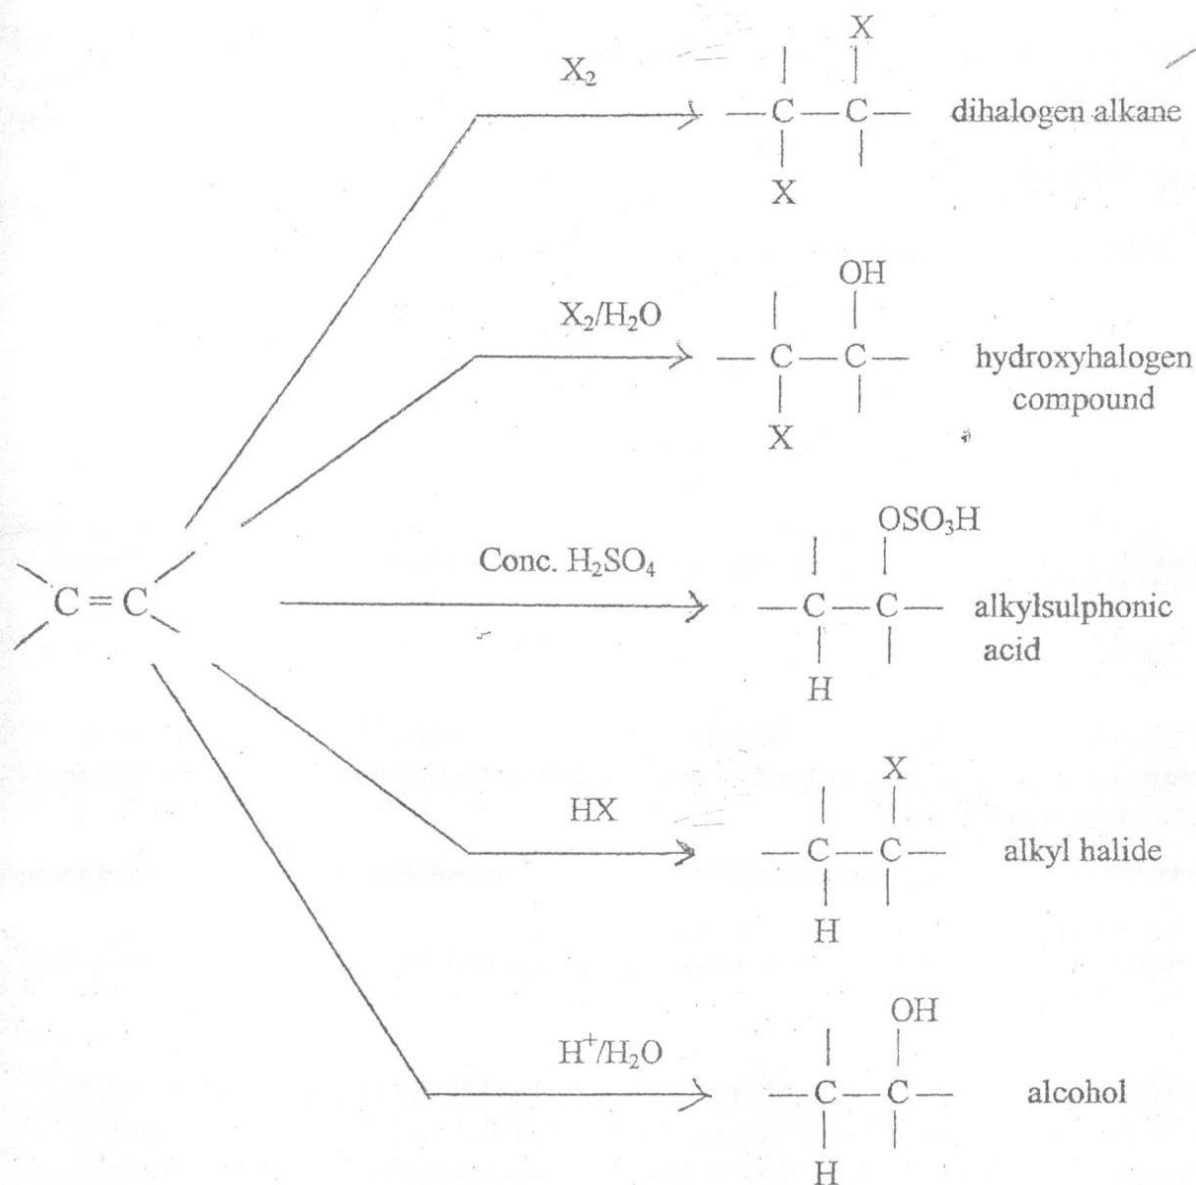 X
X₂
—C—C— dihalogen alkane
X
OH
X₂/H₂O
—C—C— hydroxyhalogen
compound
X
OSO₃H
Conc. H₂SO₄
C=C
—C—C— alkylsulphonic
acid
H
X
HX
—C—C— alkyl halide
H
OH
H⁺/H₂O
—C—C— alcohol
H